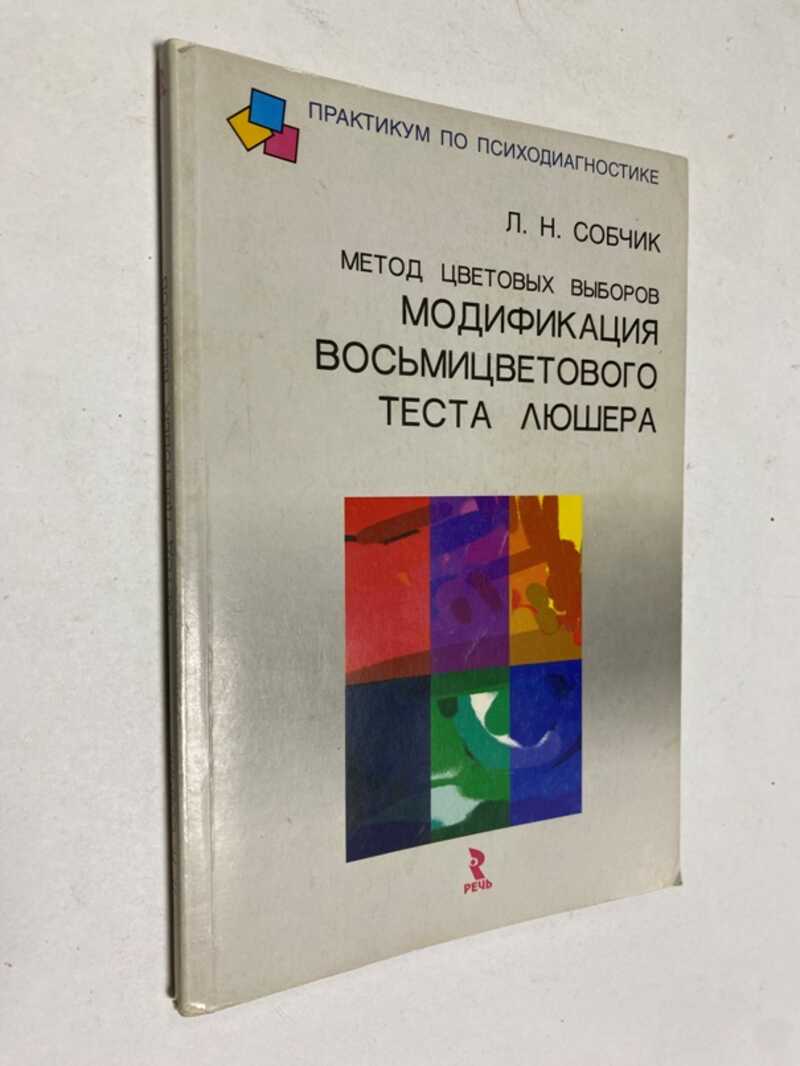 ПРАКТИКУМ ПО ПСИХОДИАГНОСТИКЕ
Л. Н. СОБЧИК
МЕТОД ЦВЕТОВЫХ ВЫБОРОВ
МОДИФИКАЦИЯ
ВОСЬМИЦВЕТОВОГО
ТЕСТА ЛЮШЕРА
РЕЧЬ